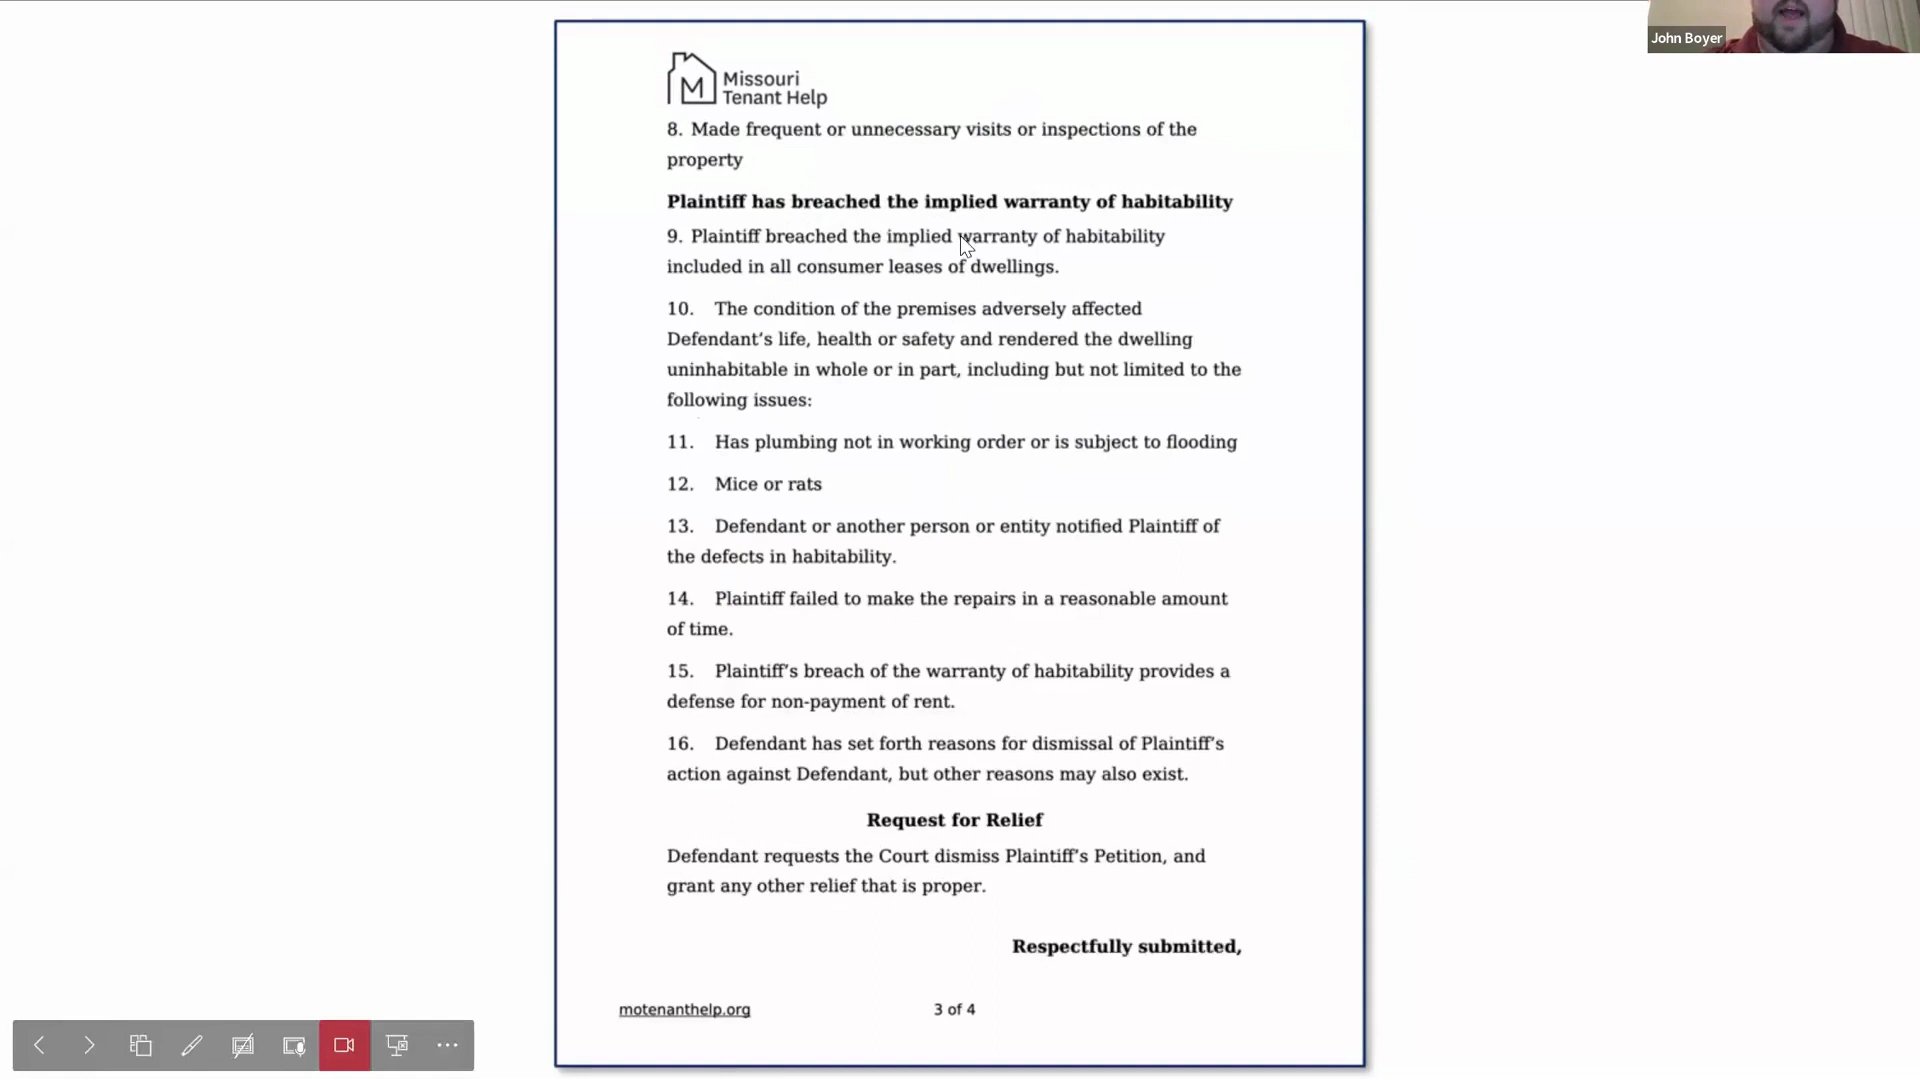 John Boyer
M
Missouri
Tenant Help
8. Made frequent or unnecessary visits or inspections of the
property
Plaintiff has breached the implied warranty of habitability
9. Plaintiff breached the implied warranty of habitability
included in all consumer leases of dwellings.
10. The condition of the premises adversely affected
Defendant’s life, health or safety and rendered the dwelling
uninhabitable in whole or in part, including but not limited to the
following issues:
11. Has plumbing not in working order or is subject to flooding
12. Mice or rats
13. Defendant or another person or entity notified Plaintiff of
the defects in habitability.
14. Plaintiff failed to make the repairs in a reasonable amount
of time.
15. Plaintiff’s breach of the warranty of habitability provides a
defense for non-payment of rent.
16. Defendant has set forth reasons for dismissal of Plaintiff’s
action against Defendant, but other reasons may also exist.
Request for Relief
Defendant requests the Court dismiss Plaintiff’s Petition, and
grant any other relief that is proper.
Respectfully submitted,
motenanthelp.org 3 of 4